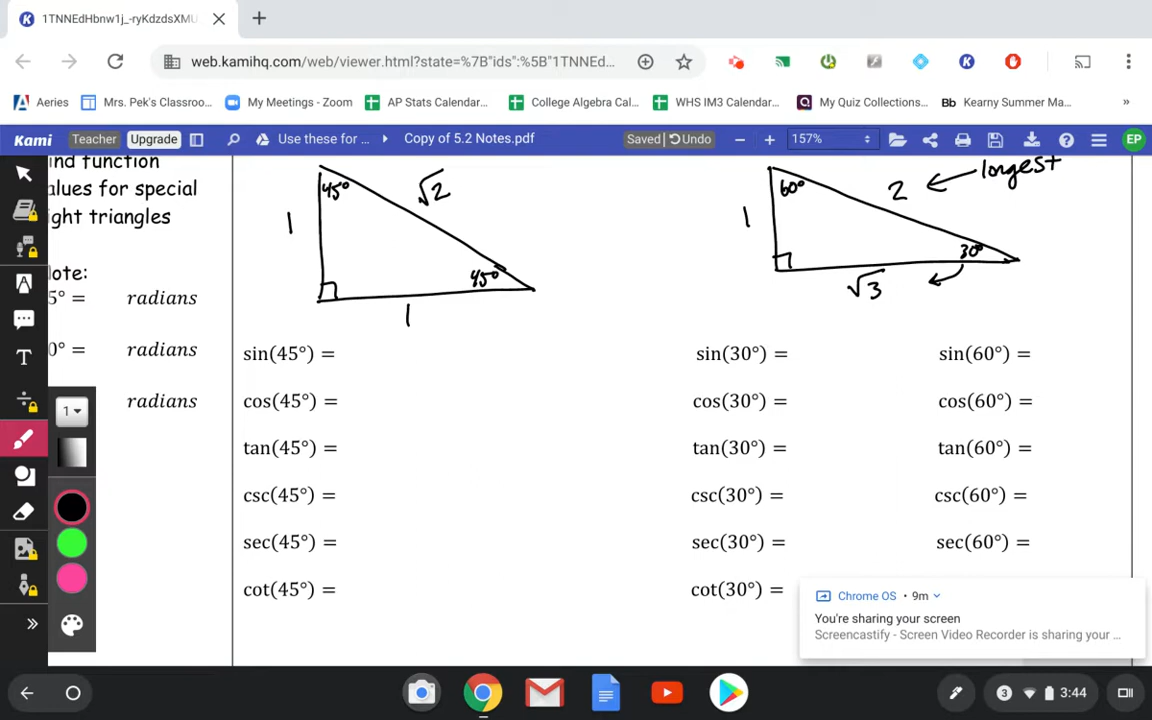 1TNNEdHbnw1j_-ryKdzdsXMU
web.kamihq.com/web/viewer.html?state=%7B"ids":%5B"1TNNEd...
Aeries
Mrs. Pek's Classroo...
My Meetings - Zoom
AP Stats Calendar...
College Algebra Cal...
WHS IM3 Calendar...
My Quiz Collections...
Bb Kearny Summer Ma...
»
Kami Teacher Upgrade Use these for ... Copy of 5.2 Notes.pdf Saved Undo 157% EP
ind function
alues for special
ght triangles
ote:
5° = radians
0° = radians
radians
45°
√2
1
45°
1
longest
60°
2
1
30°
√3
sin(45°) = sin(30°) = sin(60°) =
cos(45°) = cos(30°) = cos(60°) =
tan(45°) = tan(30°) = tan(60°) =
csc(45°) = csc(30°) = csc(60°) =
sec(45°) = sec(30°) = sec(60°) =
cot(45°) = cot(30°) =
1
Chrome OS • 9m
You're sharing your screen
Screencastify - Screen Video Recorder is sharing your ...
3 3:44